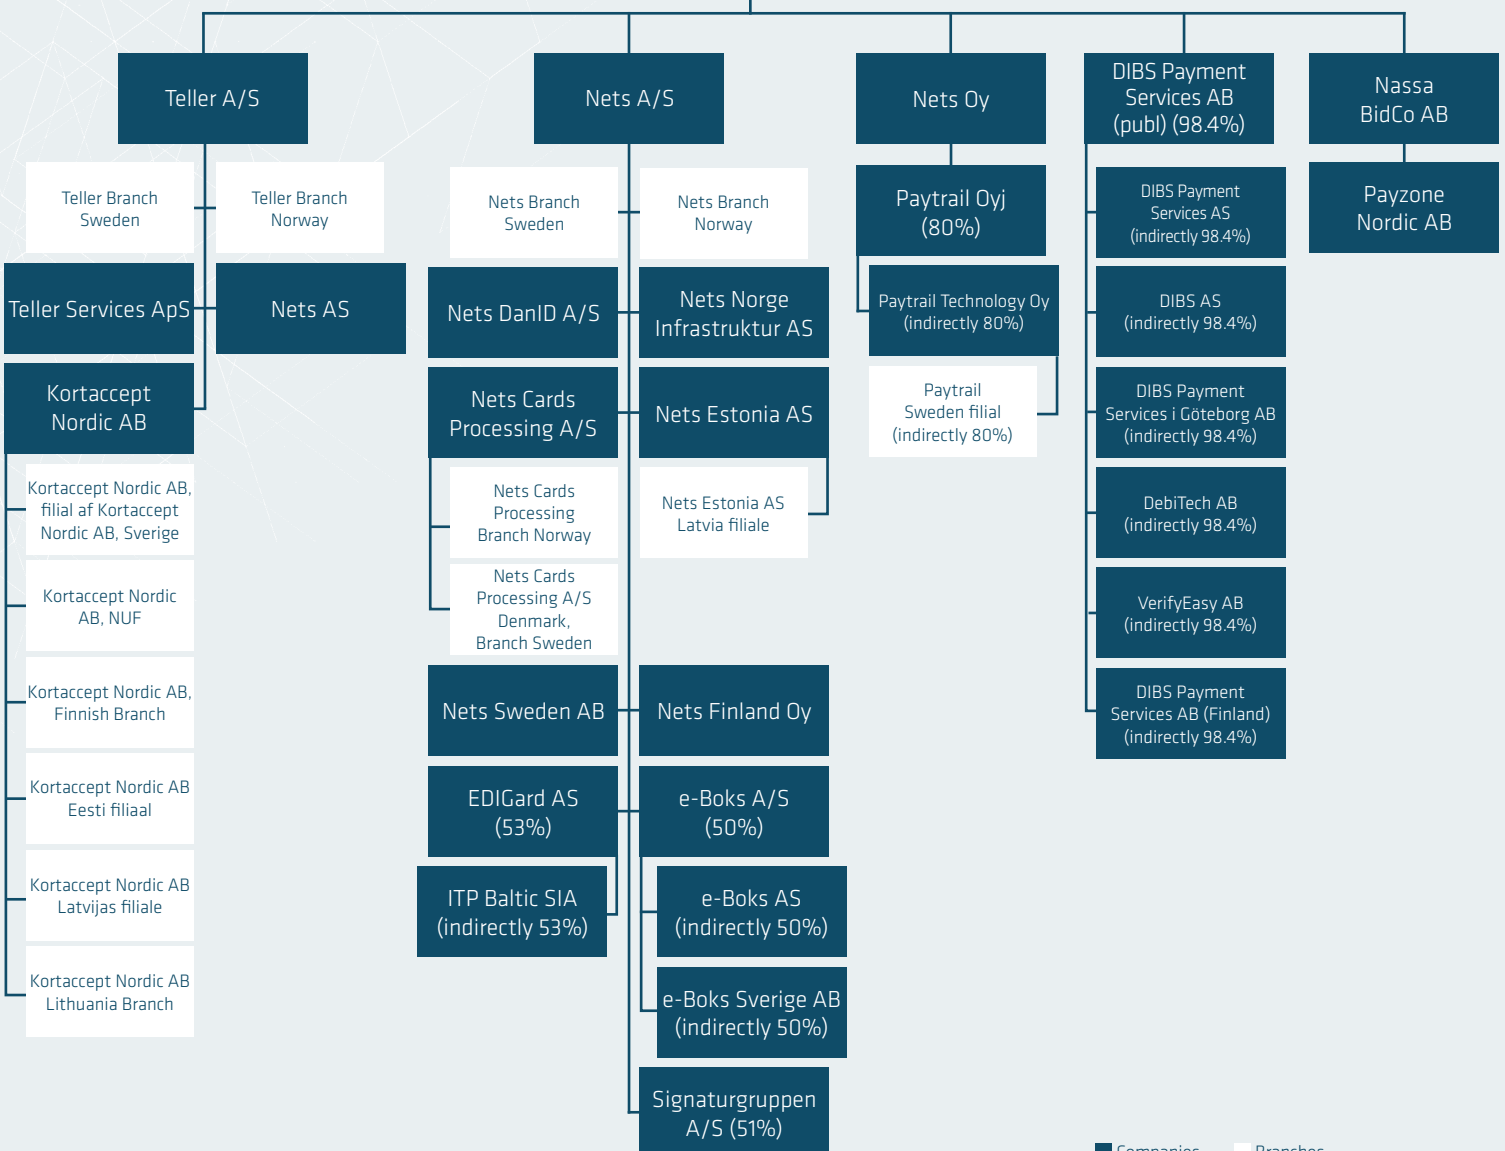 Teller A/S
Teller Branch
Sweden
Teller Branch
Norway
Teller Services ApS
Nets AS
Kortaccept
Nordic AB
Kortaccept Nordic AB,
filial af Kortaccept
Nordic AB, Sverige
Kortaccept Nordic
AB, NUF
Kortaccept Nordic AB,
Finnish Branch
Kortaccept Nordic AB
Eesti filiaal
Kortaccept Nordic AB
Latvijas filiale
Kortaccept Nordic AB
Lithuania Branch
Nets A/S
Nets Branch
Sweden
Nets Branch
Norway
Nets DanID A/S
Nets Norge
Infrastruktur AS
Nets Cards
Processing A/S
Nets Estonia AS
Nets Cards
Processing
Branch Norway
Nets Estonia AS
Latvia filiale
Nets Cards
Processing A/S
Denmark,
Branch Sweden
Nets Sweden AB
Nets Finland Oy
EDIGard AS
(53%)
e-Boks A/S
(50%)
ITP Baltic SIA
(indirectly 53%)
e-Boks AS
(indirectly 50%)
e-Boks Sverige AB
(indirectly 50%)
Signaturgruppen
A/S (51%)
Nets Oy
Paytrail Oyj
(80%)
Paytrail Technology Oy
(indirectly 80%)
Paytrail
Sweden filial
(indirectly 80%)
DIBS Payment
Services AB
(publ) (98.4%)
DIBS Payment
Services AS
(indirectly 98.4%)
DIBS AS
(indirectly 98.4%)
DIBS Payment
Services i Göteborg AB
(indirectly 98.4%)
DebiTech AB
(indirectly 98.4%)
VerifyEasy AB
(indirectly 98.4%)
DIBS Payment
Services AB (Finland)
(indirectly 98.4%)
Nassa
BidCo AB
Payzone
Nordic AB
Companies
Branches